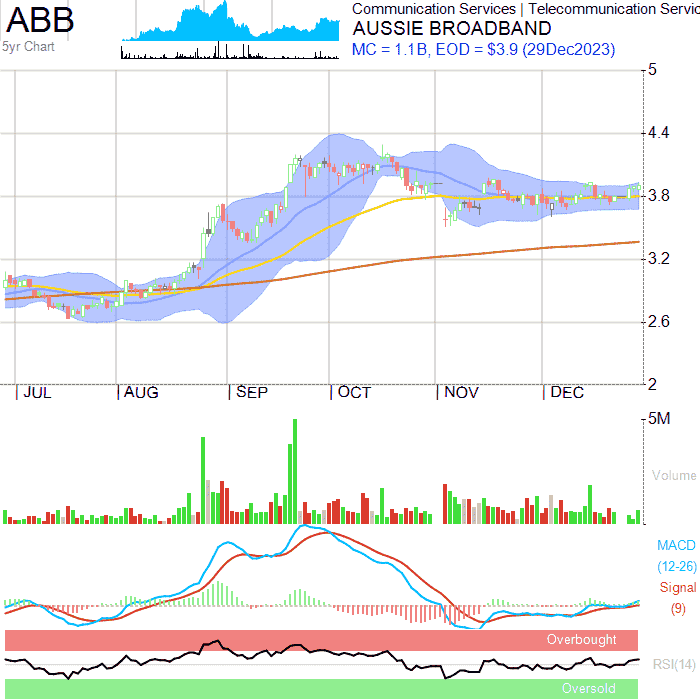 ABB
5yr Chart
Communication Services | Telecommunication Servic
AUSSIE BROADBAND
MC = 1.1B, EOD = $3.9 (29Dec2023)
5
4.4
3.8
3.2
2.6
2
JUL
AUG
SEP
OCT
NOV
DEC
5M
Volume
MACD
(12-26)
Signal
(9)
Overbought
RSI(14)
Oversold